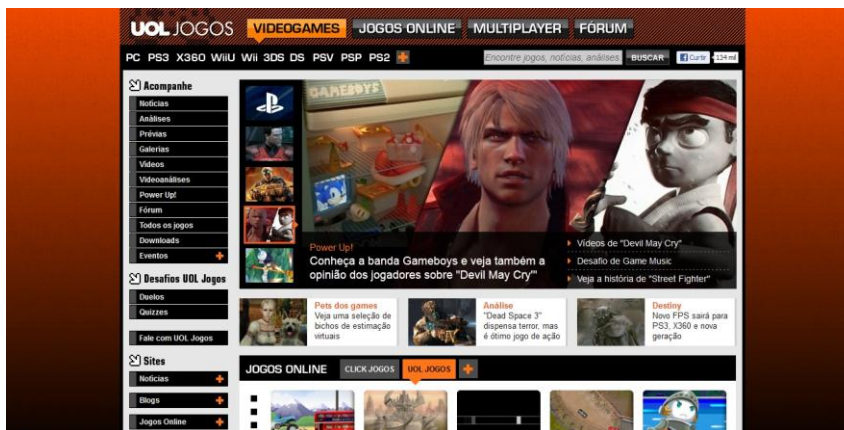 UOL JOGOS
VIDEOGAMES
JOGOS ONLINE
MULTIPLAYER
FÓRUM
PC PS3 X360 WiiU Wii 3DS DS PSV PSP PS2
Encontre jogos, notícias, análises
BUSCAR
Curtir
134 mil
Acompanhe
Notícias
Análises
Prévias
Galerias
Vídeos
Videoanálises
Power Up!
Fórum
Todos os jogos
Downloads
Eventos
Desafios UOL Jogos
Duelos
Quizzes
Fale com UOL Jogos
Sites
Notícias
Blogs
Jogos Online
GAMEBOYS
Power Up!
Conheça a banda Gameboys e veja também a
opinião dos jogadores sobre "Devil May Cry"
Vídeos de "Devil May Cry"
Desafio de Game Music
Veja a história de "Street Fighter"
Pets dos games
Veja uma seleção de
bichos de estimação
virtuais
Análise
"Dead Space 3"
dispensa terror, mas
é ótimo jogo de ação
Destiny
Novo FPS sairá para
PS3, X360 e nova
geração
JOGOS ONLINE
CLICK JOGOS
UOL JOGOS